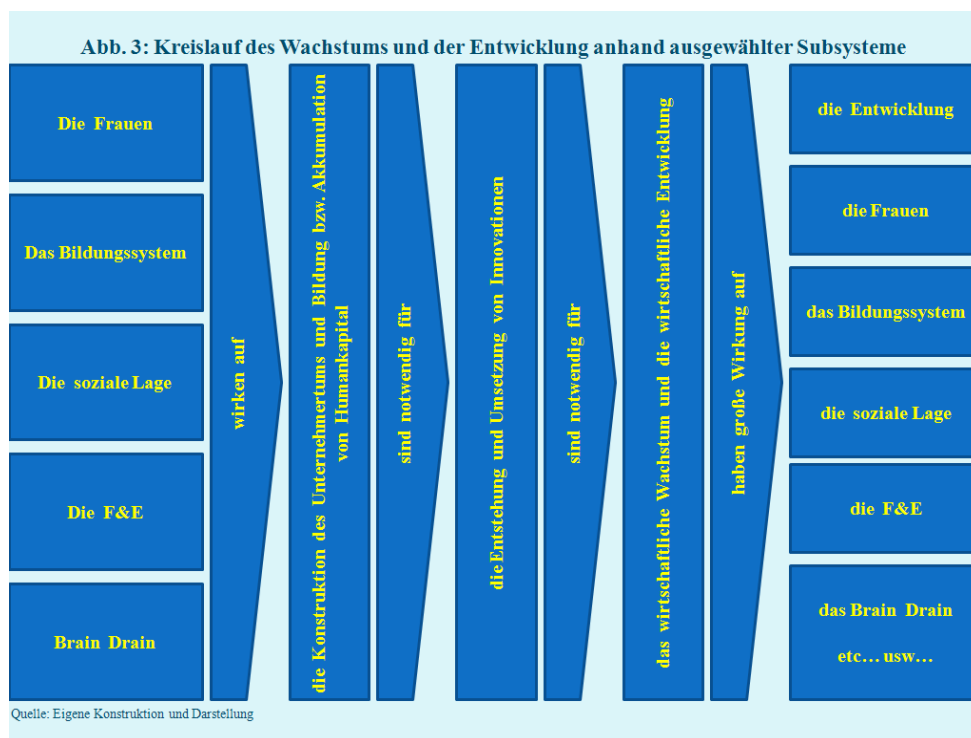 Abb. 3: Kreislauf des Wachstums und der Entwicklung anhand ausgewählter Subsysteme
Die Frauen
Das Bildungssystem
Die soziale Lage
Die F&E
Brain Drain
wirken auf
die Konstruktion des Unternehmertums und Bildung bzw. Akkumulation
von Humankapital
sind notwendig für
die Entstehung und Umsetzung von Innovationen
sind notwendig für
das wirtschaftliche Wachstum und die wirtschaftliche Entwicklung
haben große Wirkung auf
die Entwicklung
die Frauen
das Bildungssystem
die soziale Lage
die F&E
das Brain Drain
etc… usw…
Quelle: Eigene Konstruktion und Darstellung